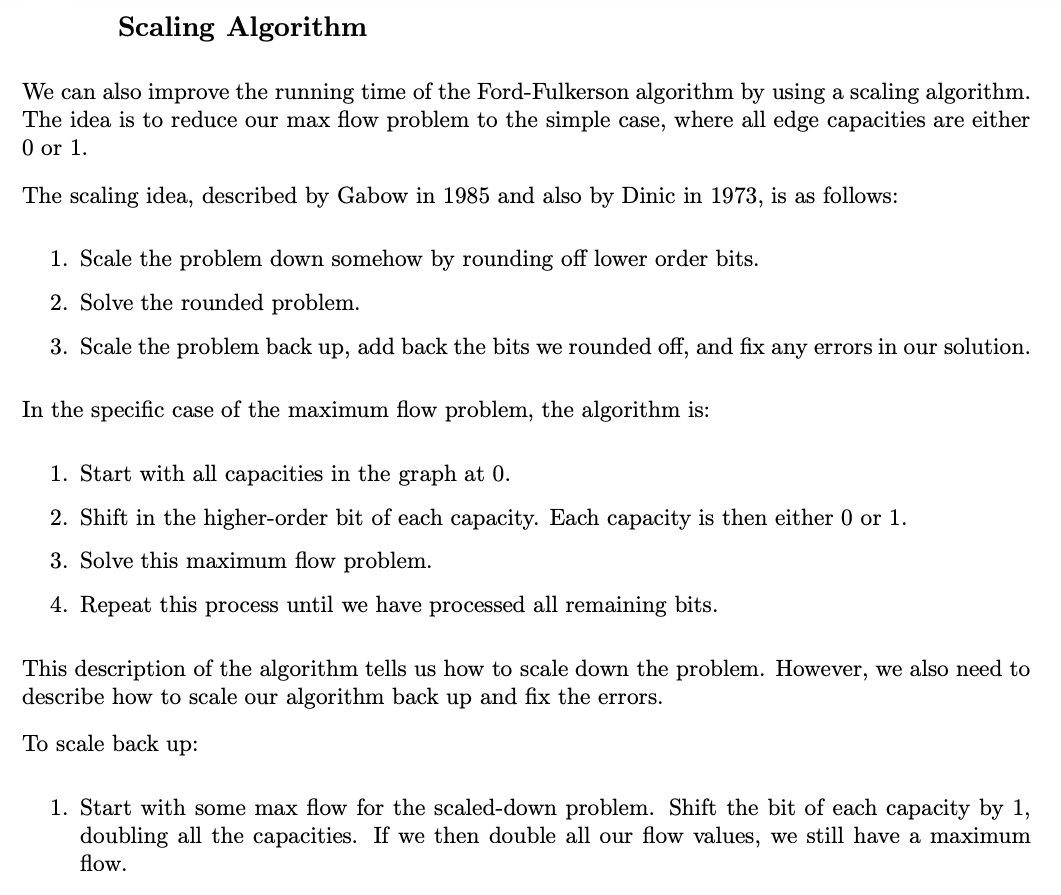 Scaling Algorithm
We can also improve the running time of the Ford-Fulkerson algorithm by using a scaling algorithm.
The idea is to reduce our max flow problem to the simple case, where all edge capacities are either
0 or 1.
The scaling idea, described by Gabow in 1985 and also by Dinic in 1973, is as follows:
1. Scale the problem down somehow by rounding off lower order bits.
2. Solve the rounded problem.
3. Scale the problem back up, add back the bits we rounded off, and fix any errors in our solution.
In the specific case of the maximum flow problem, the algorithm is:
1. Start with all capacities in the graph at 0.
2. Shift in the higher-order bit of each capacity. Each capacity is then either 0 or 1.
3. Solve this maximum flow problem.
4. Repeat this process until we have processed all remaining bits.
This description of the algorithm tells us how to scale down the problem. However, we also need to
describe how to scale our algorithm back up and fix the errors.
To scale back up:
1. Start with some max flow for the scaled-down problem. Shift the bit of each capacity by 1,
doubling all the capacities. If we then double all our flow values, we still have a maximum
flow.